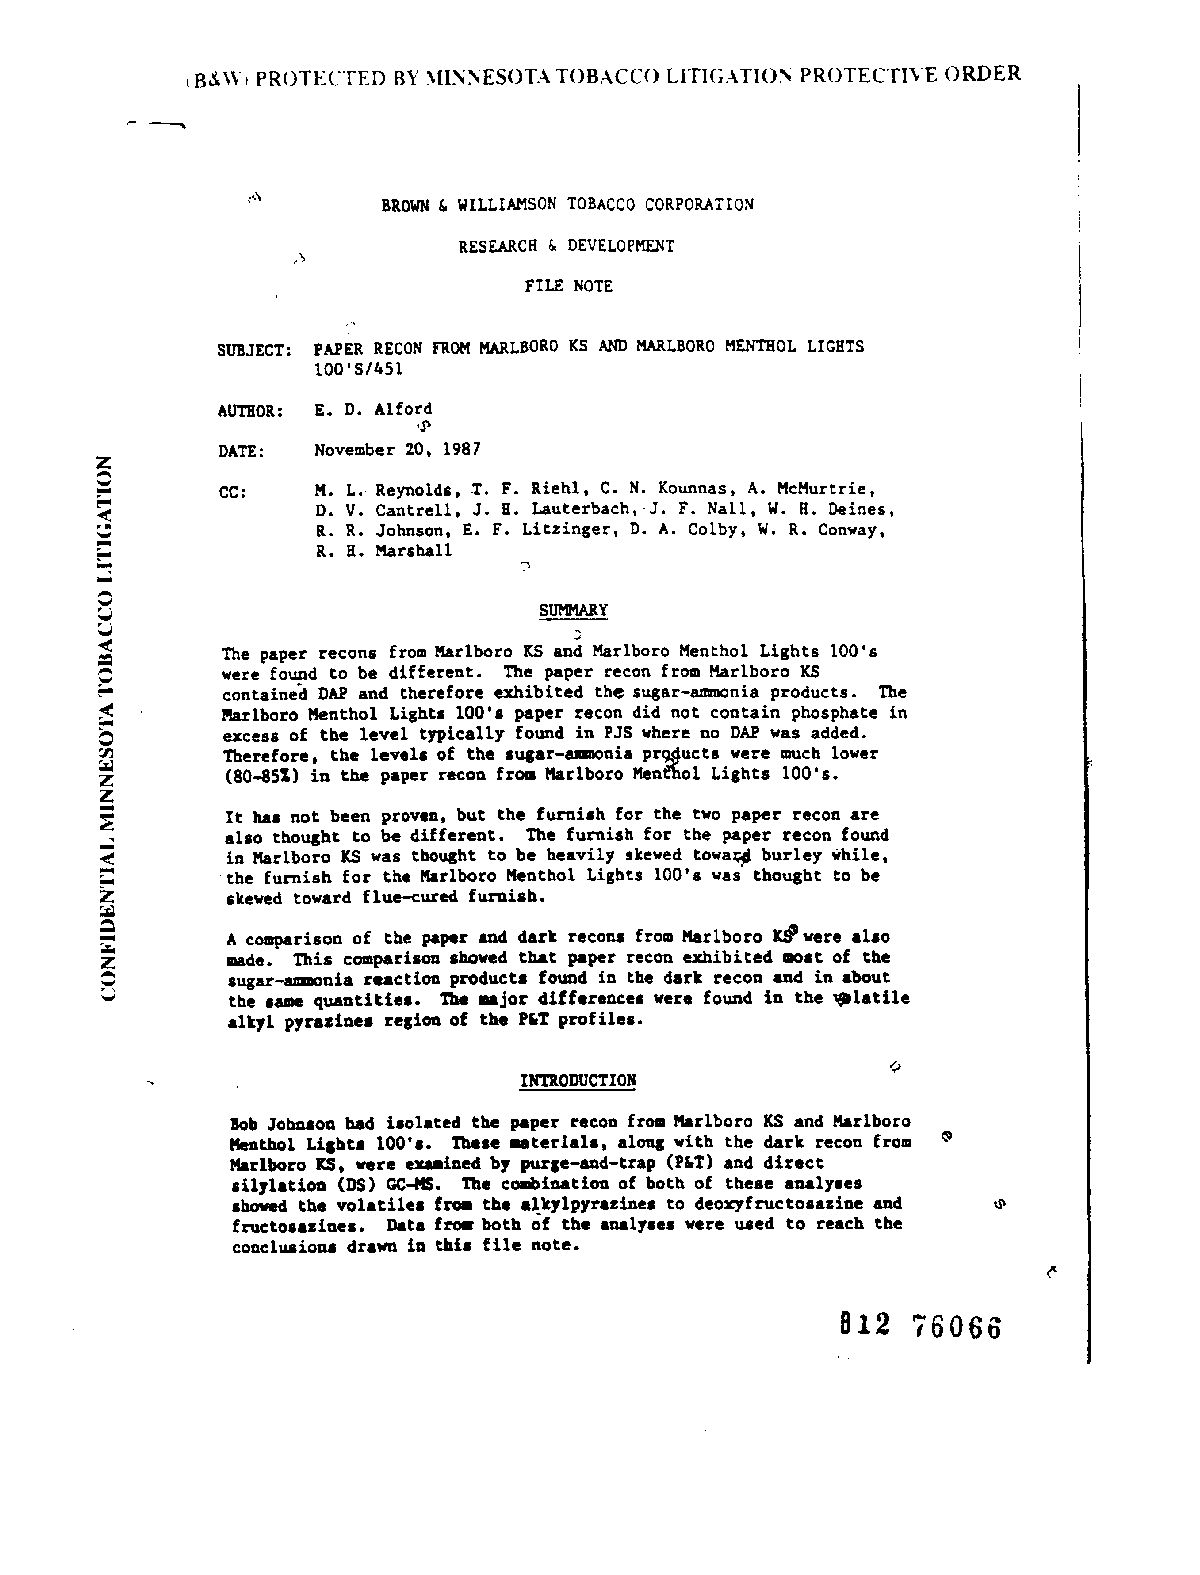 (B&W) PROTECTED BY MINNESOTA TOBACCO LITIGATION PROTECTIVE ORDER
BROWN & WILLIAMSON TOBACCO CORPORATION
RESEARCH & DEVELOPMENT
FILE NOTE
SUBJECT: PAPER RECON FROM MARLBORO KS AND MARLBORO MENTHOL LIGHTS
100'S/451
AUTHOR: E. D. Alford
DATE: November 20, 1987
CC: M. L. Reynolds, T. F. Riehl, C. N. Kounnas, A. McMurtrie,
D. V. Cantrell, J. H. Lauterbach, J. F. Nall, W. H. Deines,
R. R. Johnson, E. F. Litzinger, D. A. Colby, W. R. Conway,
R. H. Marshall
SUMMARY
The paper recons from Marlboro KS and Marlboro Menthol Lights 100's
were found to be different. The paper recon from Marlboro KS
contained DAP and therefore exhibited the sugar-ammonia products. The
Marlboro Menthol Lights 100's paper recon did not contain phosphate in
excess of the level typically found in PJS where no DAP was added.
Therefore, the levels of the sugar-ammonia products were much lower
(80-85%) in the paper recon from Marlboro Menthol Lights 100's.
It has not been proven, but the furnish for the two paper recon are
also thought to be different. The furnish for the paper recon found
in Marlboro KS was thought to be heavily skewed toward burley while,
the furnish for the Marlboro Menthol Lights 100's was thought to be
skewed toward flue-cured furnish.
A comparison of the paper and dark recons from Marlboro KS were also
made. This comparison showed that paper recon exhibited most of the
sugar-ammonia reaction products found in the dark recon and in about
the same quantities. The major differences were found in the volatile
alkyl pyrazines region of the P&T profiles.
INTRODUCTION
Bob Johnson had isolated the paper recon from Marlboro KS and Marlboro
Menthol Lights 100's. These materials, along with the dark recon from
Marlboro KS, were examined by purge-and-trap (P&T) and direct
silylation (DS) GC-MS. The combination of both of these analyses
showed the volatiles from the alkylpyrazines to deoxyfructosazine and
fructosazines. Data from both of the analyses were used to reach the
conclusions drawn in this file note.
812 76066
CONFIDENTIAL MINNESOTA TOBACCO LITIGATION